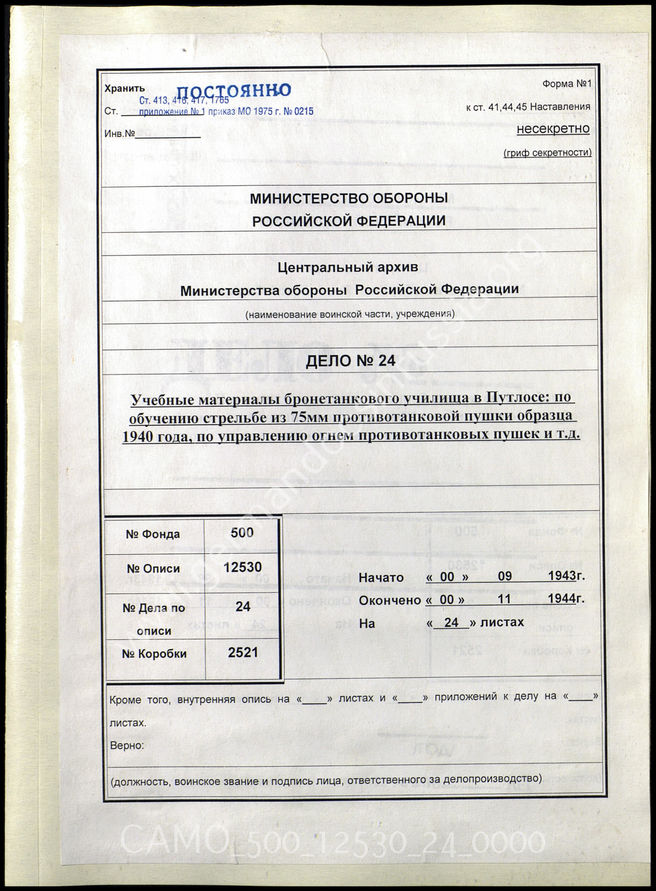 Хранить
ПОСТОЯННО
Форма №1
Ст. 413, 416, 417, 1765
Ст. приложение № 1 приказ МО 1975 г. № 0215
к ст. 41,44,45 Наставления
Инв.№
несекретно
(гриф секретности)
МИНИСТЕРСТВО ОБОРОНЫ
РОССИЙСКОЙ ФЕДЕРАЦИИ
Центральный архив
Министерства обороны Российской Федерации
(наименование воинской части, учреждения)
ДЕЛО № 24
Учебные материалы бронетанкового училища в Путлосе: по
обучению стрельбе из 75мм противотанковой пушки образца
1940 года, по управлению огнем противотанковых пушек и т.д.
№ Фонда 500
№ Описи 12530
№ Дела по описи 24
№ Коробки 2521
Начато « 00 » 09 1943г.
Окончено « 00 » 11 1944г.
На « 24 » листах
Кроме того, внутренняя опись на «____» листах и «____» приложений к делу на «____»
листах.
Верно:
(должность, воинское звание и подпись лица, ответственного за делопроизводство)
САМО_500_12530_24_0000